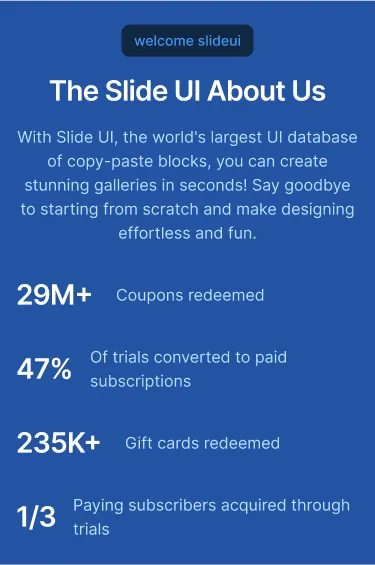 welcome slideui
The Slide UI About Us
With Slide UI, the world's largest UI database
of copy-paste blocks, you can create
stunning galleries in seconds! Say goodbye
to starting from scratch and make designing
effortless and fun.
29M+ Coupons redeemed
47% Of trials converted to paid
subscriptions
235K+ Gift cards redeemed
1/3 Paying subscribers acquired through
trials